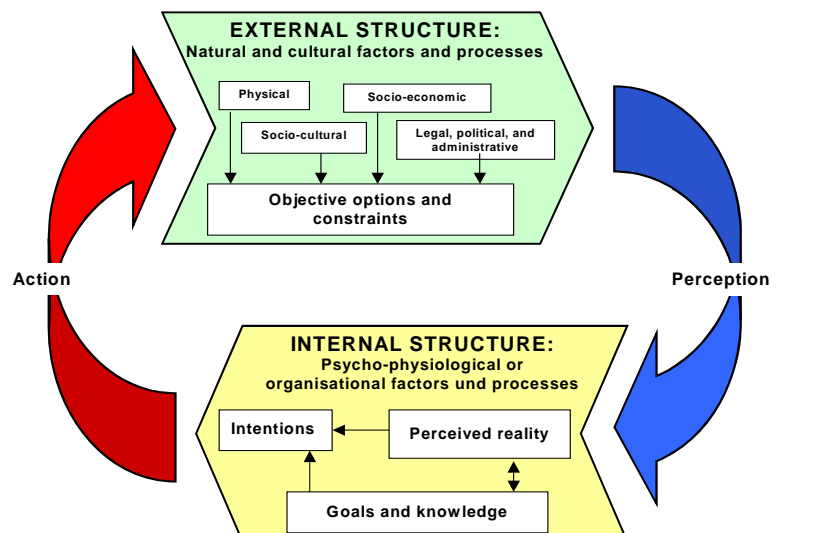 EXTERNAL STRUCTURE:
Natural and cultural factors and processes
Physical
Socio-economic
Socio-cultural
Legal, political, and
administrative
Objective options and
constraints
Action
Perception
INTERNAL STRUCTURE:
Psycho-physiological or
organisational factors und processes
Intentions
Perceived reality
Goals and knowledge